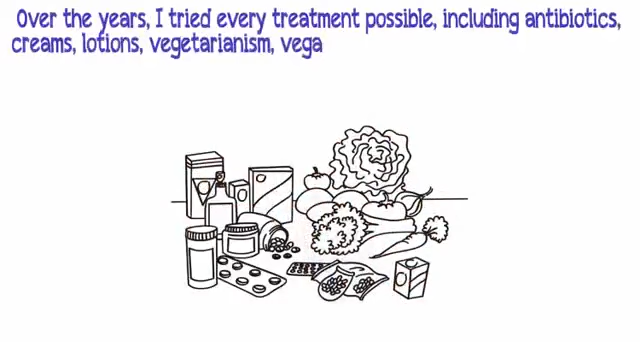 Over the years, I tried every treatment possible, including antibiotics,
creams, lotions, vegetarianism, vega